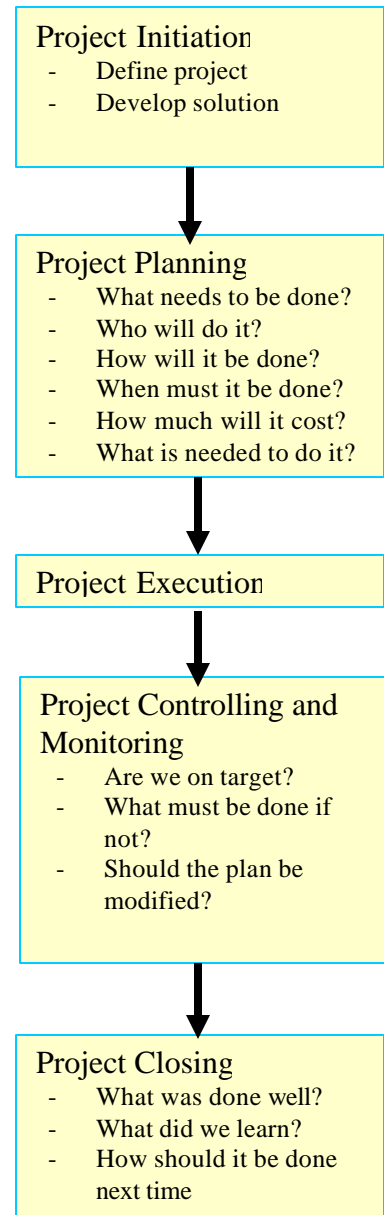 Project Initiation
- Define project
- Develop solution
Project Planning
- What needs to be done?
- Who will do it?
- How will it be done?
- When must it be done?
- How much will it cost?
- What is needed to do it?
Project Execution
Project Controlling and
Monitoring
- Are we on target?
- What must be done if
not?
- Should the plan be
modified?
Project Closing
- What was done well?
- What did we learn?
- How should it be done
next time